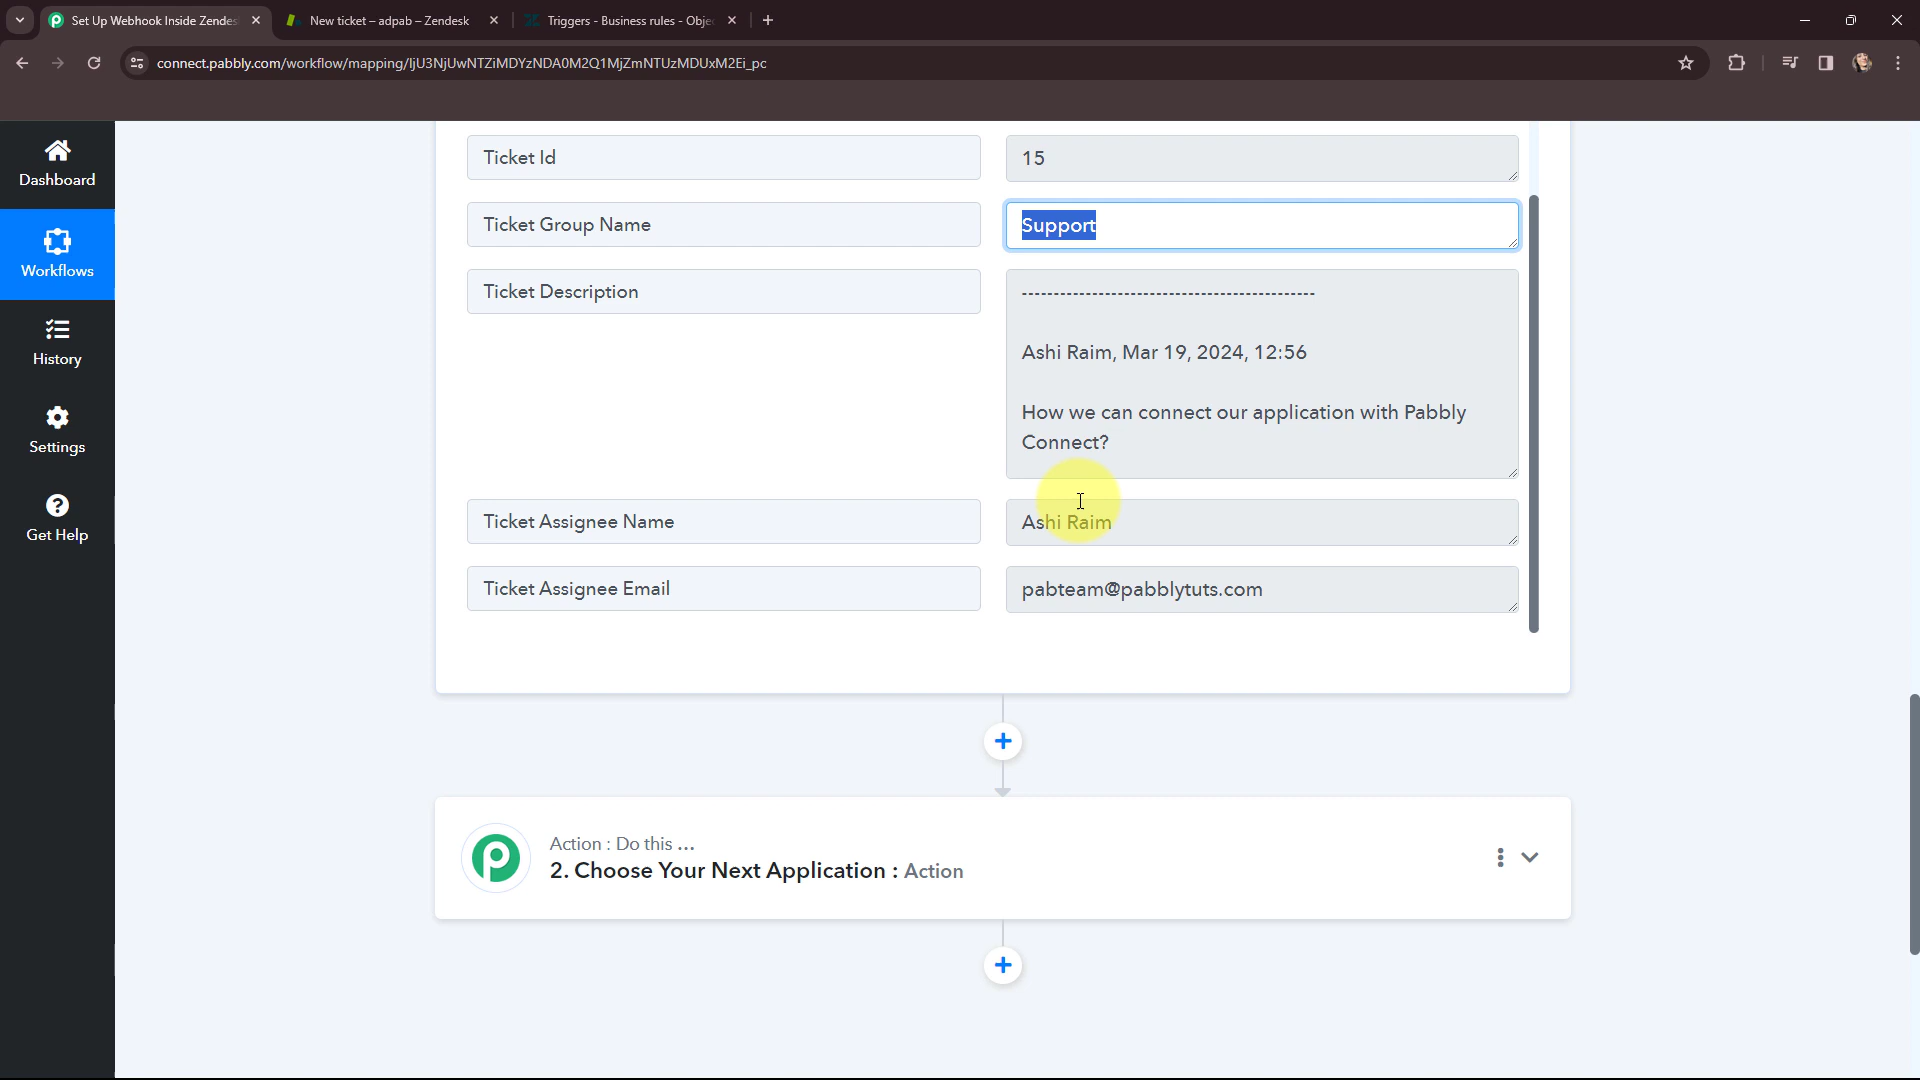 Set Up Webhook Inside Zendes
New ticket – adpab – Zendesk
Triggers - Business rules - Obje
connect.pabbly.com/workflow/mapping/IjU3NjUwNTZiMDYzNDA0M2Q1MjZmNTUzMDUxM2Ei_pc
Dashboard
Workflows
History
Settings
Get Help
Ticket Id
15
Ticket Group Name
Support
Ticket Description
----------------------------------------------
Ashi Raim, Mar 19, 2024, 12:56
How we can connect our application with Pabbly
Connect?
Ticket Assignee Name
Ashi Raim
Ticket Assignee Email
pabteam@pabblytuts.com
Action : Do this ...
2. Choose Your Next Application : Action